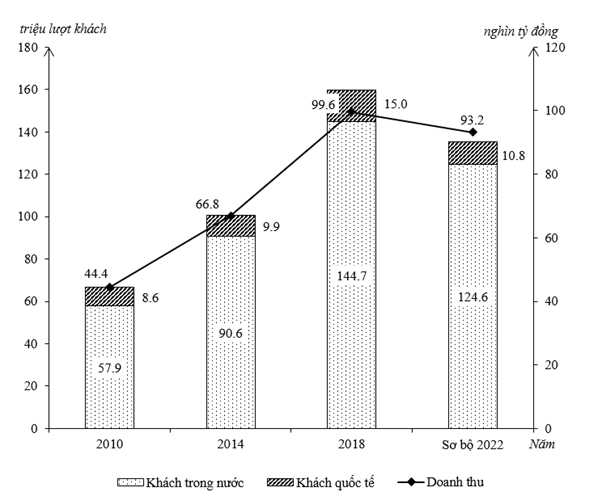 triệu lượt khách nghìn tỷ đồng
180 120
160 99.6 15.0 93.2 100
140 10.8
120 66.8 80
100 9.9
80 44.4 144.7 124.6 60
60 8.6 90.6 40
40 57.9
20 20
0 0
2010 2014 2018 Sơ bộ 2022 Năm
Khách trong nước Khách quốc tế Doanh thu